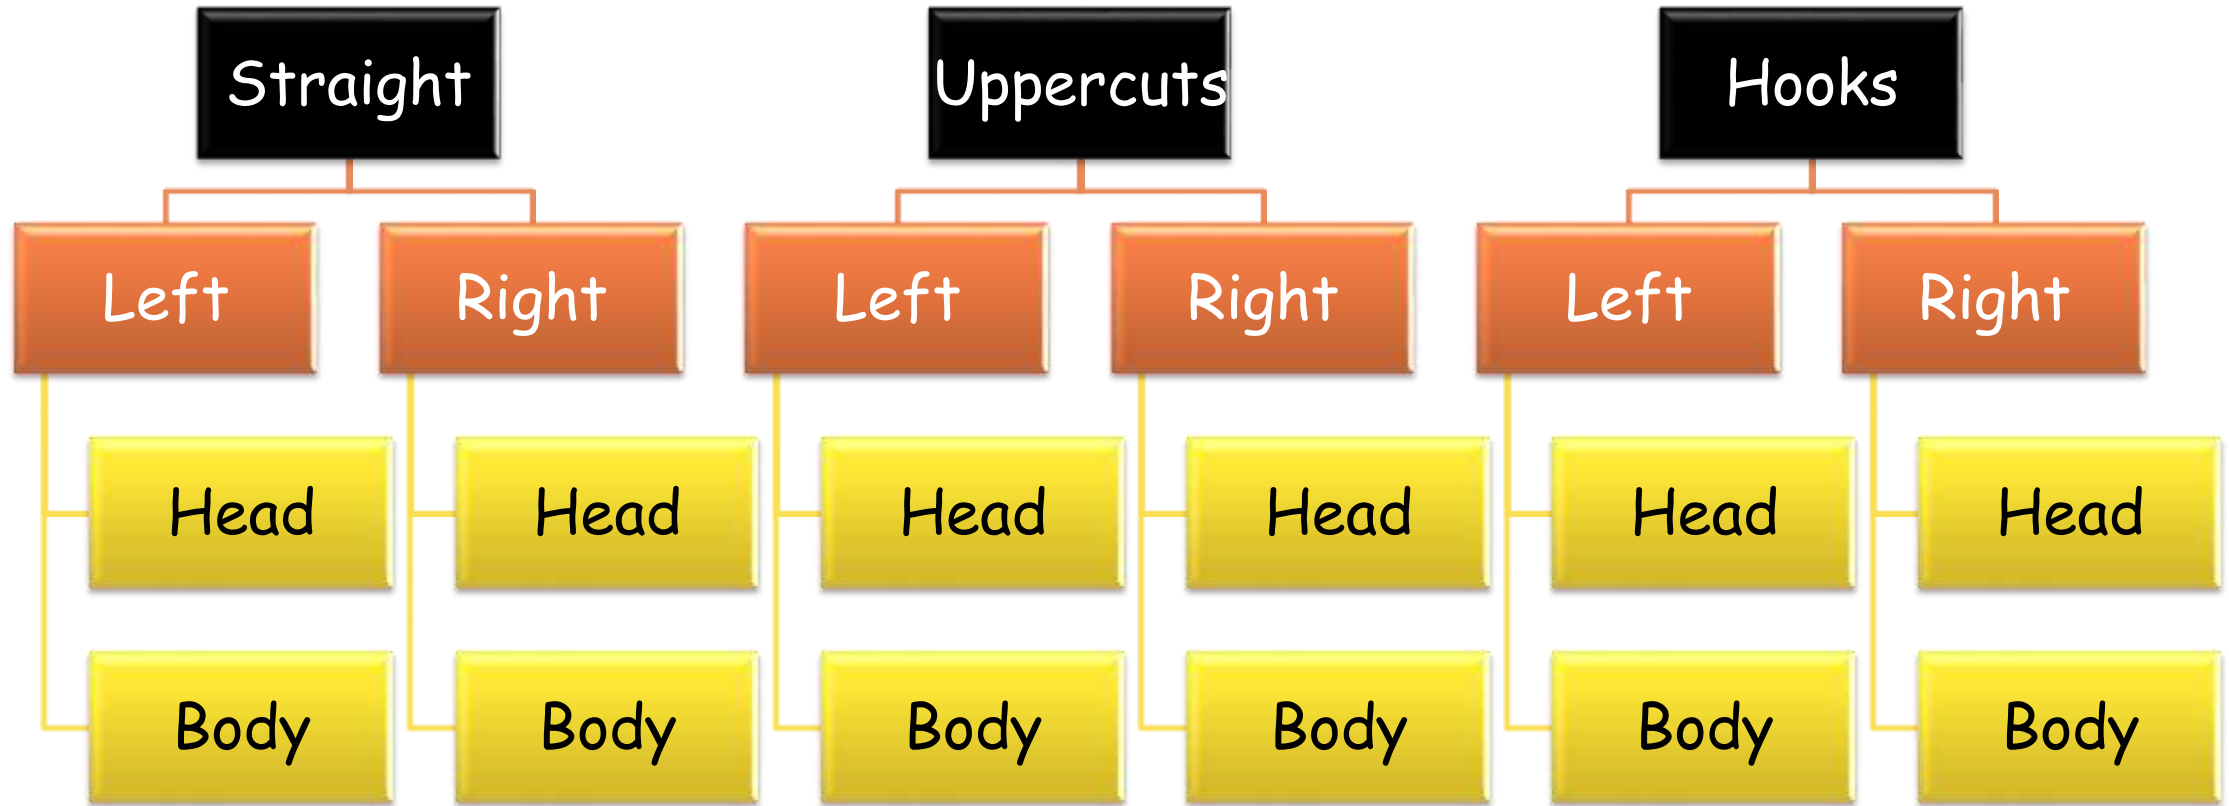 Straight
Uppercuts
Hooks
Left
Right
Left
Right
Left
Right
Head
Head
Head
Head
Head
Head
Body
Body
Body
Body
Body
Body